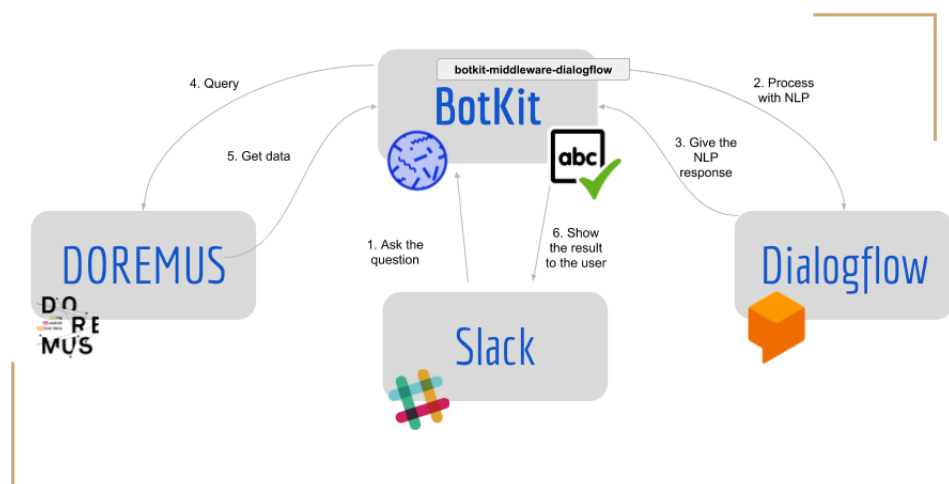 botkit-middleware-dialogflow
4. Query
BotKit
2. Process
with NLP
abc
5. Get data
3. Give the
NLP
response
DOREMUS
1. Ask the
question
6. Show
the result
to the user
Dialogflow
DO
RE
MUS
Slack